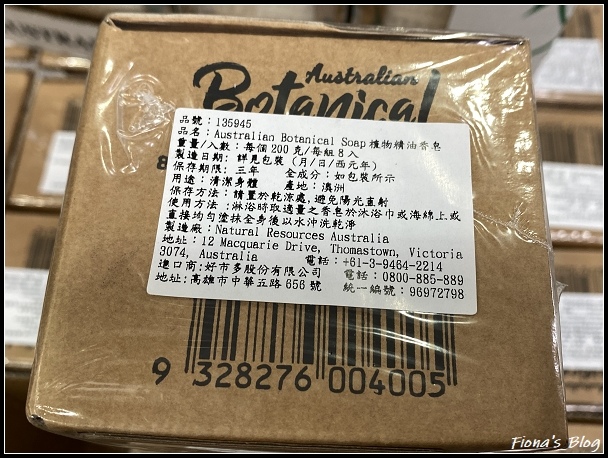 Australian
Botanical
品號：135945
品名：Australian Botanical Soap 植物精油香皂
重量/入數：每個 200 克/每組 8 入
製造日期：詳見包裝 (月/日/西元年)
保存期限：三年 全成分：如包裝所示
用途：清潔身體 產地：澳洲
保存方法：請置於乾涼處,避免陽光直射
使用方法：淋浴時取適量之香皂於沐浴巾或海綿上或
直接均勻塗抹全身後以水沖洗乾淨
製造廠：Natural Resources Australia
地址：12 Macquarie Drive, Thomastown, Victoria
3074, Australia 電話：+61-3-9464-2214
進口商:好市多股份有限公司 電話：0800-885-889
地址:高雄市中華五路 656 號 統一編號：96972798
9 328276 004005
Fiona's Blog